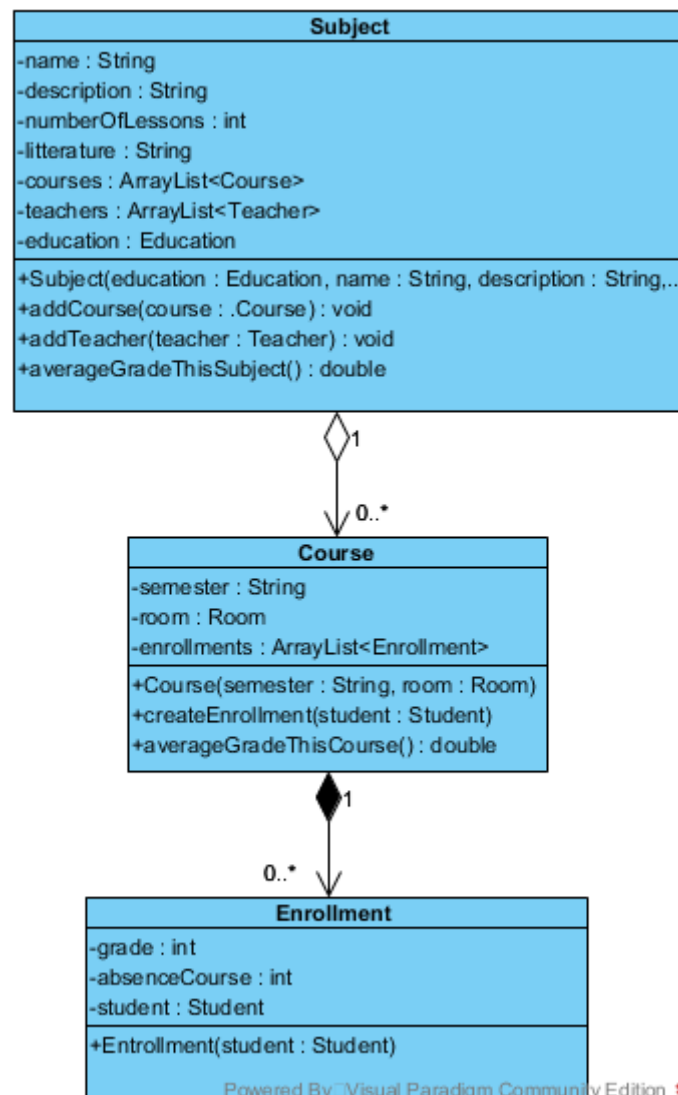 Subject
-name : String
-description : String
-numberOfLessons : int
-litterature : String
-courses : ArrayList<Course>
-teachers : ArrayList<Teacher>
-education : Education
+Subject(education : Education, name : String, description : String,..
+addCourse(course : .Course) : void
+addTeacher(teacher : Teacher) : void
+averageGradeThisSubject() : double
1
0..*
Course
-semester : String
-room : Room
-enrollments : ArrayList<Enrollment>
+Course(semester : String, room : Room)
+createEnrollment(student : Student)
+averageGradeThisCourse() : double
1
0..*
Enrollment
-grade : int
-absenceCourse : int
-student : Student
+Entrollment(student : Student)
Powered By Visual Paradigm Community Edition